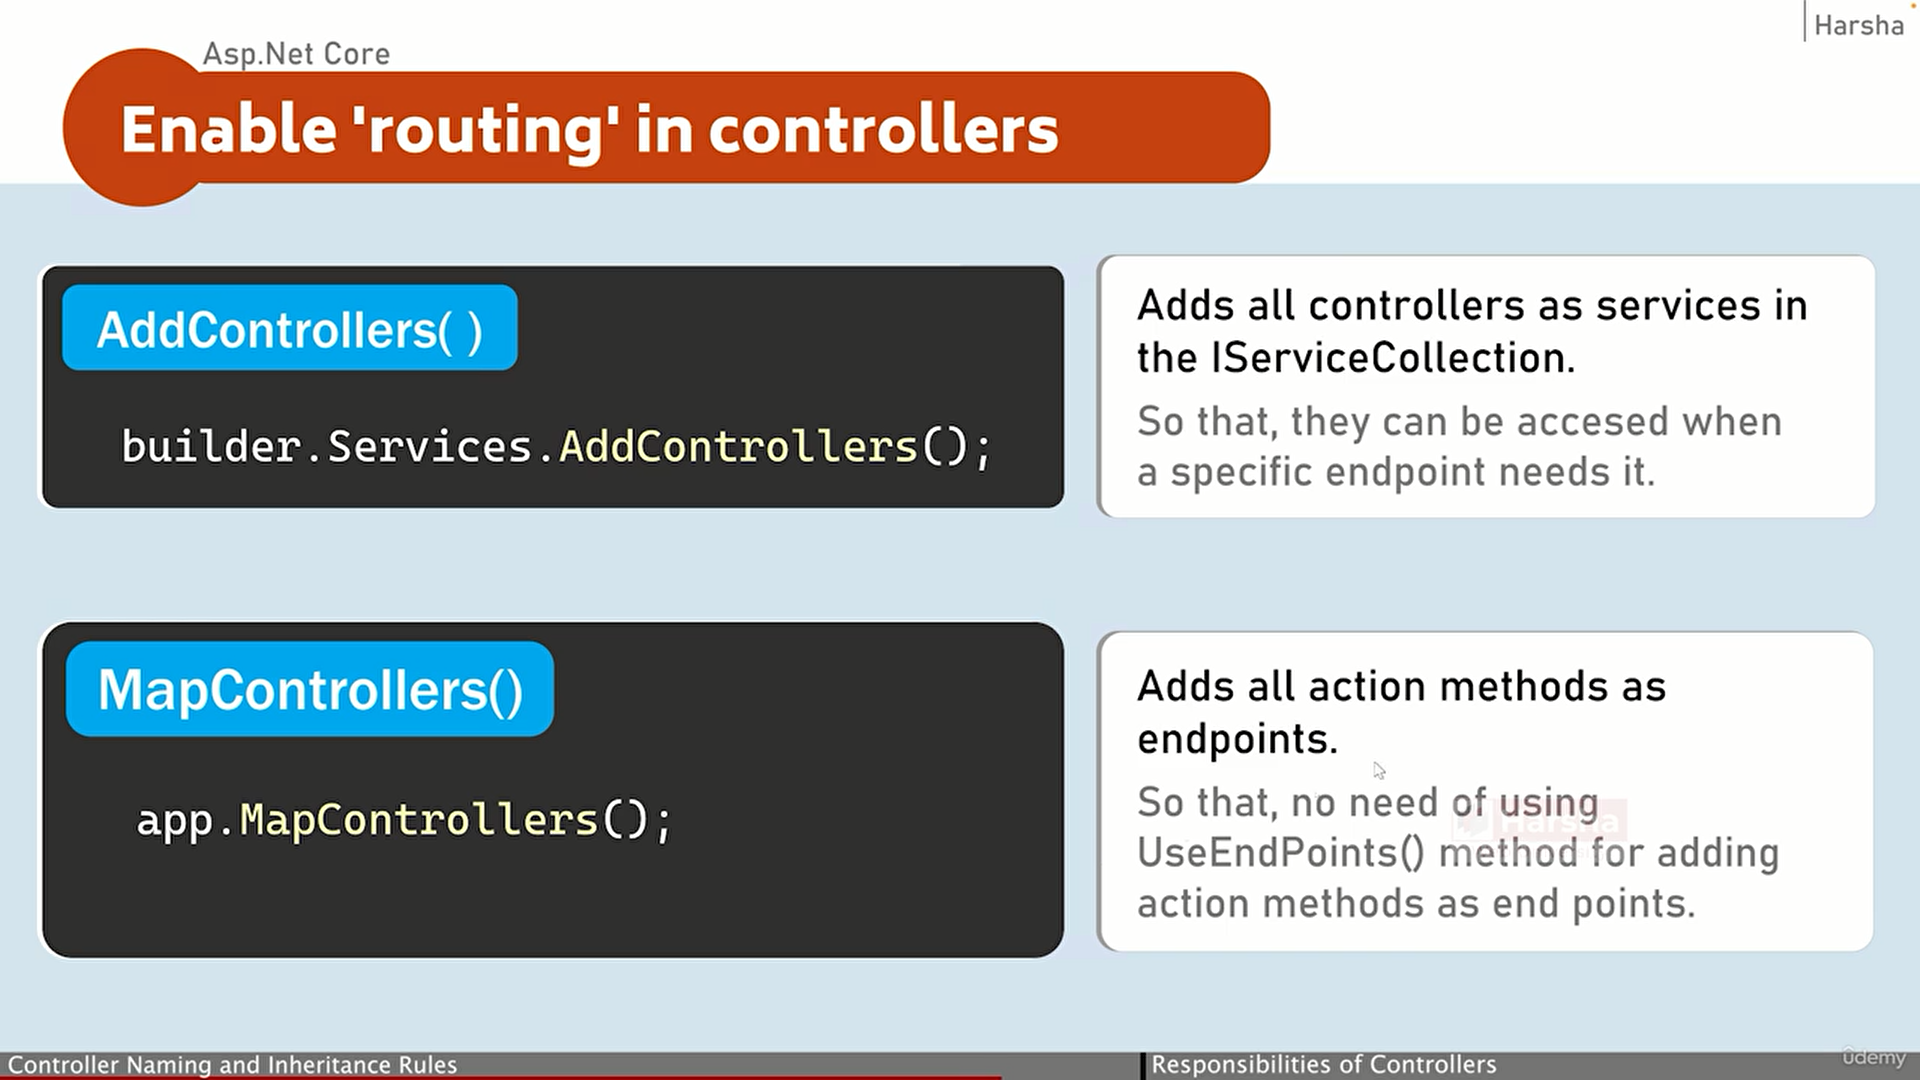 Harsha
Asp.Net Core
Enable 'routing' in controllers
AddControllers( )
builder.Services.AddControllers();
Adds all controllers as services in
the IServiceCollection.
So that, they can be accesed when
a specific endpoint needs it.
MapControllers()
app.MapControllers();
Adds all action methods as
endpoints.
So that, no need of using
UseEndPoints() method for adding
action methods as end points.
Harsha
Controller Naming and Inheritance Rules
Responsibilities of Controllers
ûdemy